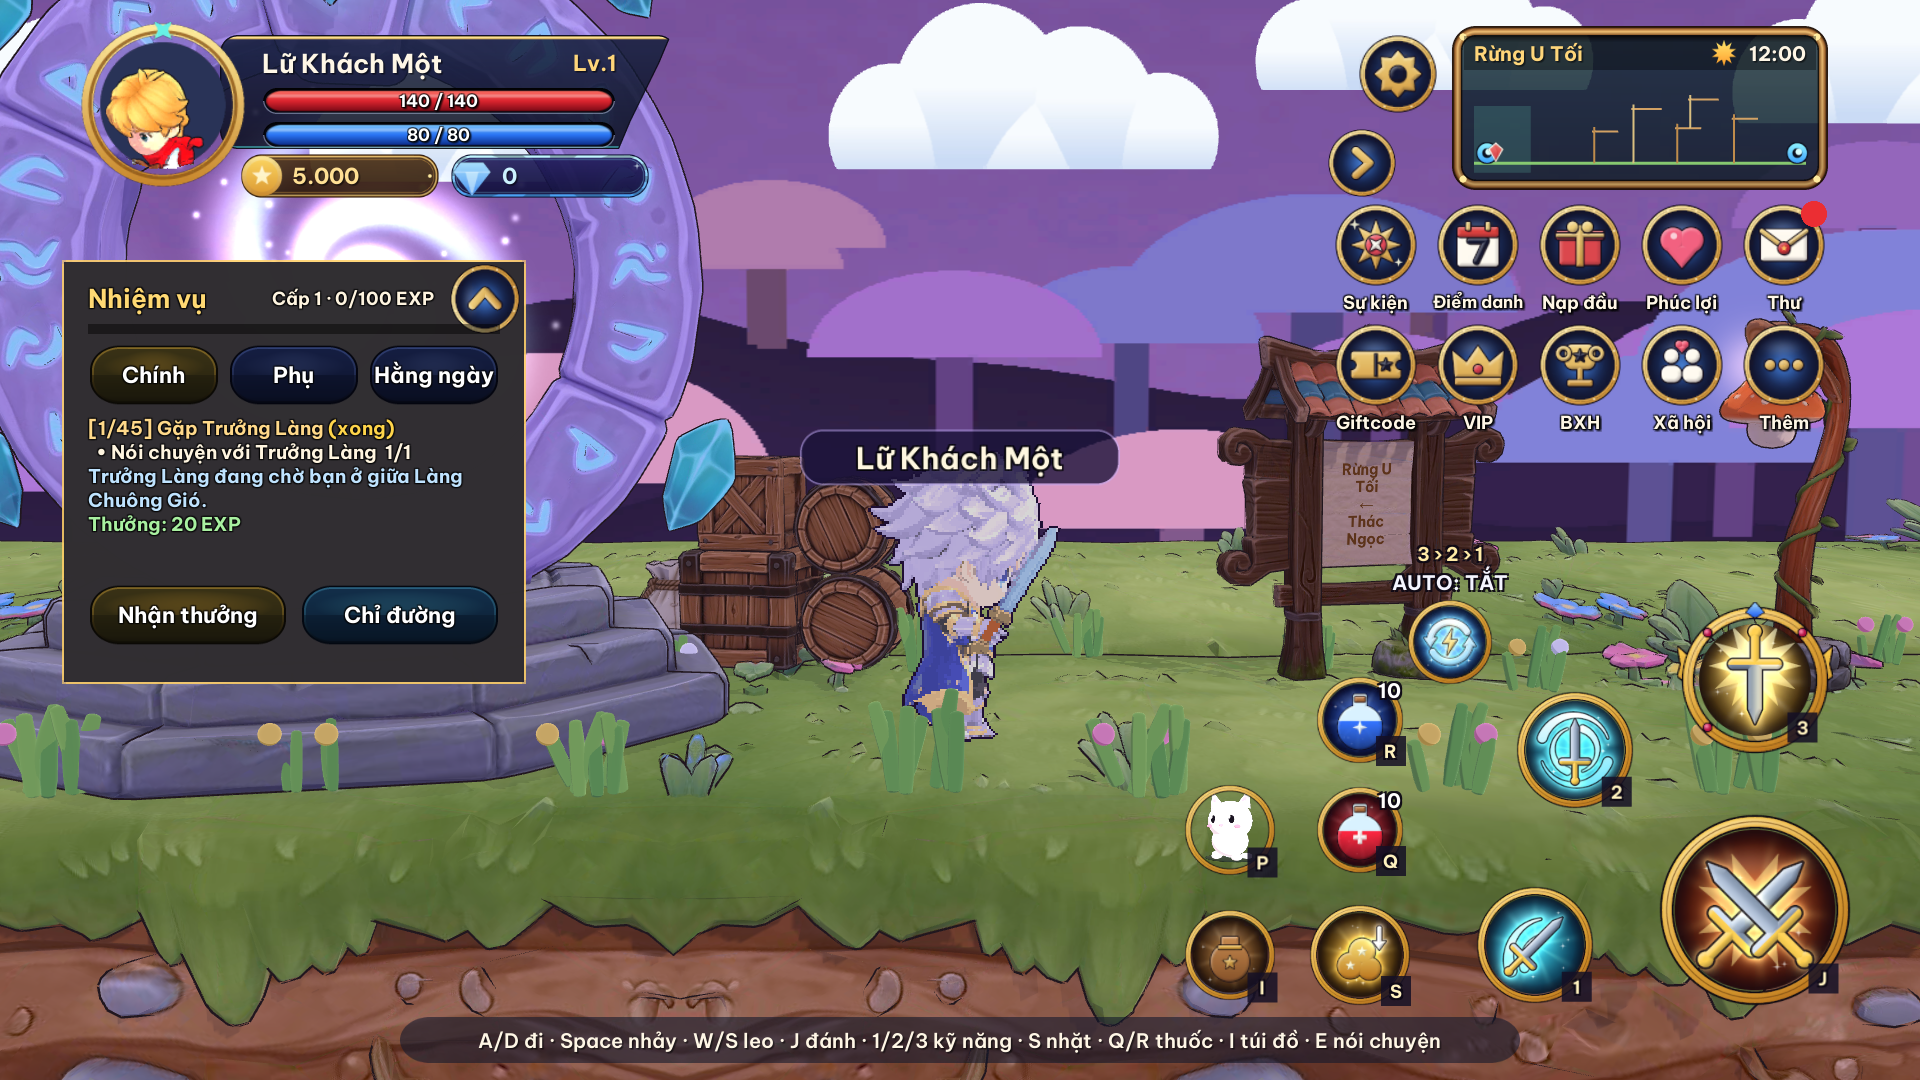 Lữ Khách Một
Lv.1
140 / 140
80 / 80
5.000
0
Rừng U Tối
12:00
Sự kiện
7
Điểm danh
Nạp đầu
Phúc lợi
Thư
Giftcode
VIP
BXH
Xã hội
Thêm
Nhiệm vụ
Cấp 1 · 0/100 EXP
Chính
Phụ
Hằng ngày
[1/45] Gặp Trưởng Làng (xong)
• Nói chuyện với Trưởng Làng 1/1
Trưởng Làng đang chờ bạn ở giữa Làng
Chuông Gió.
Thưởng: 20 EXP
Nhận thưởng
Chỉ đường
Lữ Khách Một
Rừng U
Tối
←
Thác
Ngọc
3 › 2 › 1
AUTO: TẮT
10
R
3
2
10
Q
P
I
S
1
J
A/D đi · Space nhảy · W/S leo · J đánh · 1/2/3 kỹ năng · S nhặt · Q/R thuốc · I túi đồ · E nói chuyện